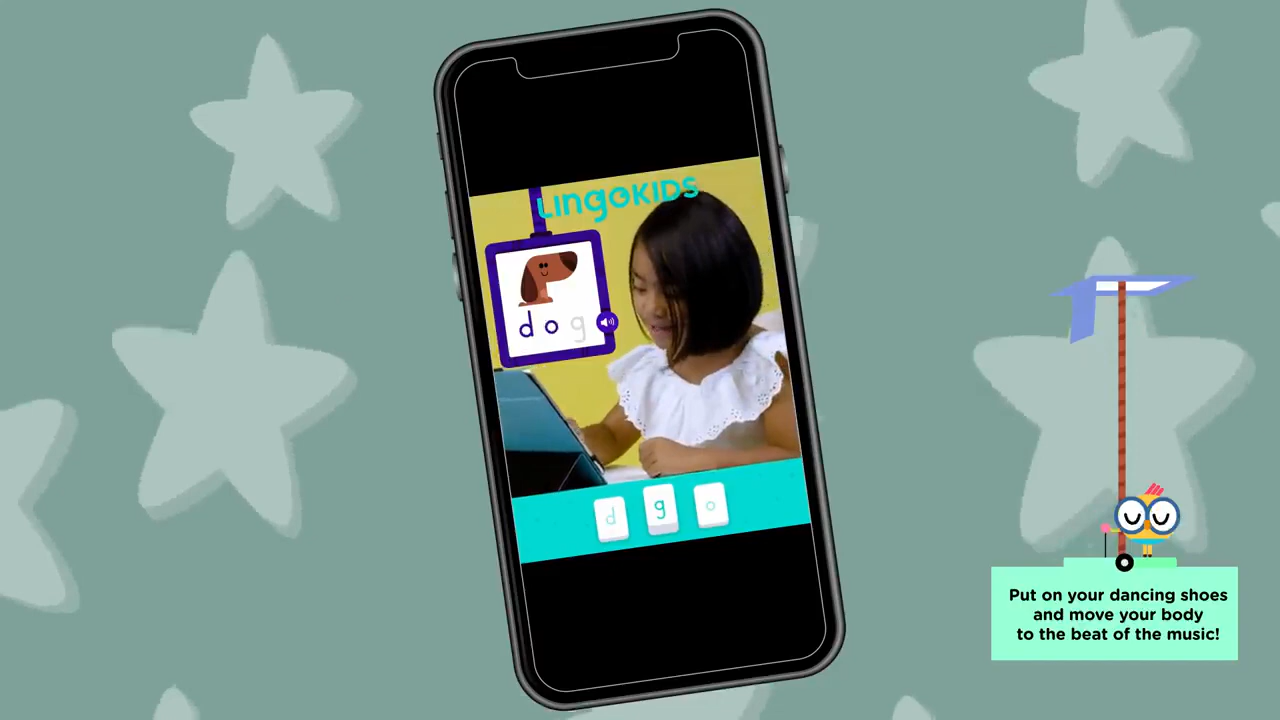 LINGOKIDS
d o g
d g o
Put on your dancing shoes
and move your body
to the beat of the music!